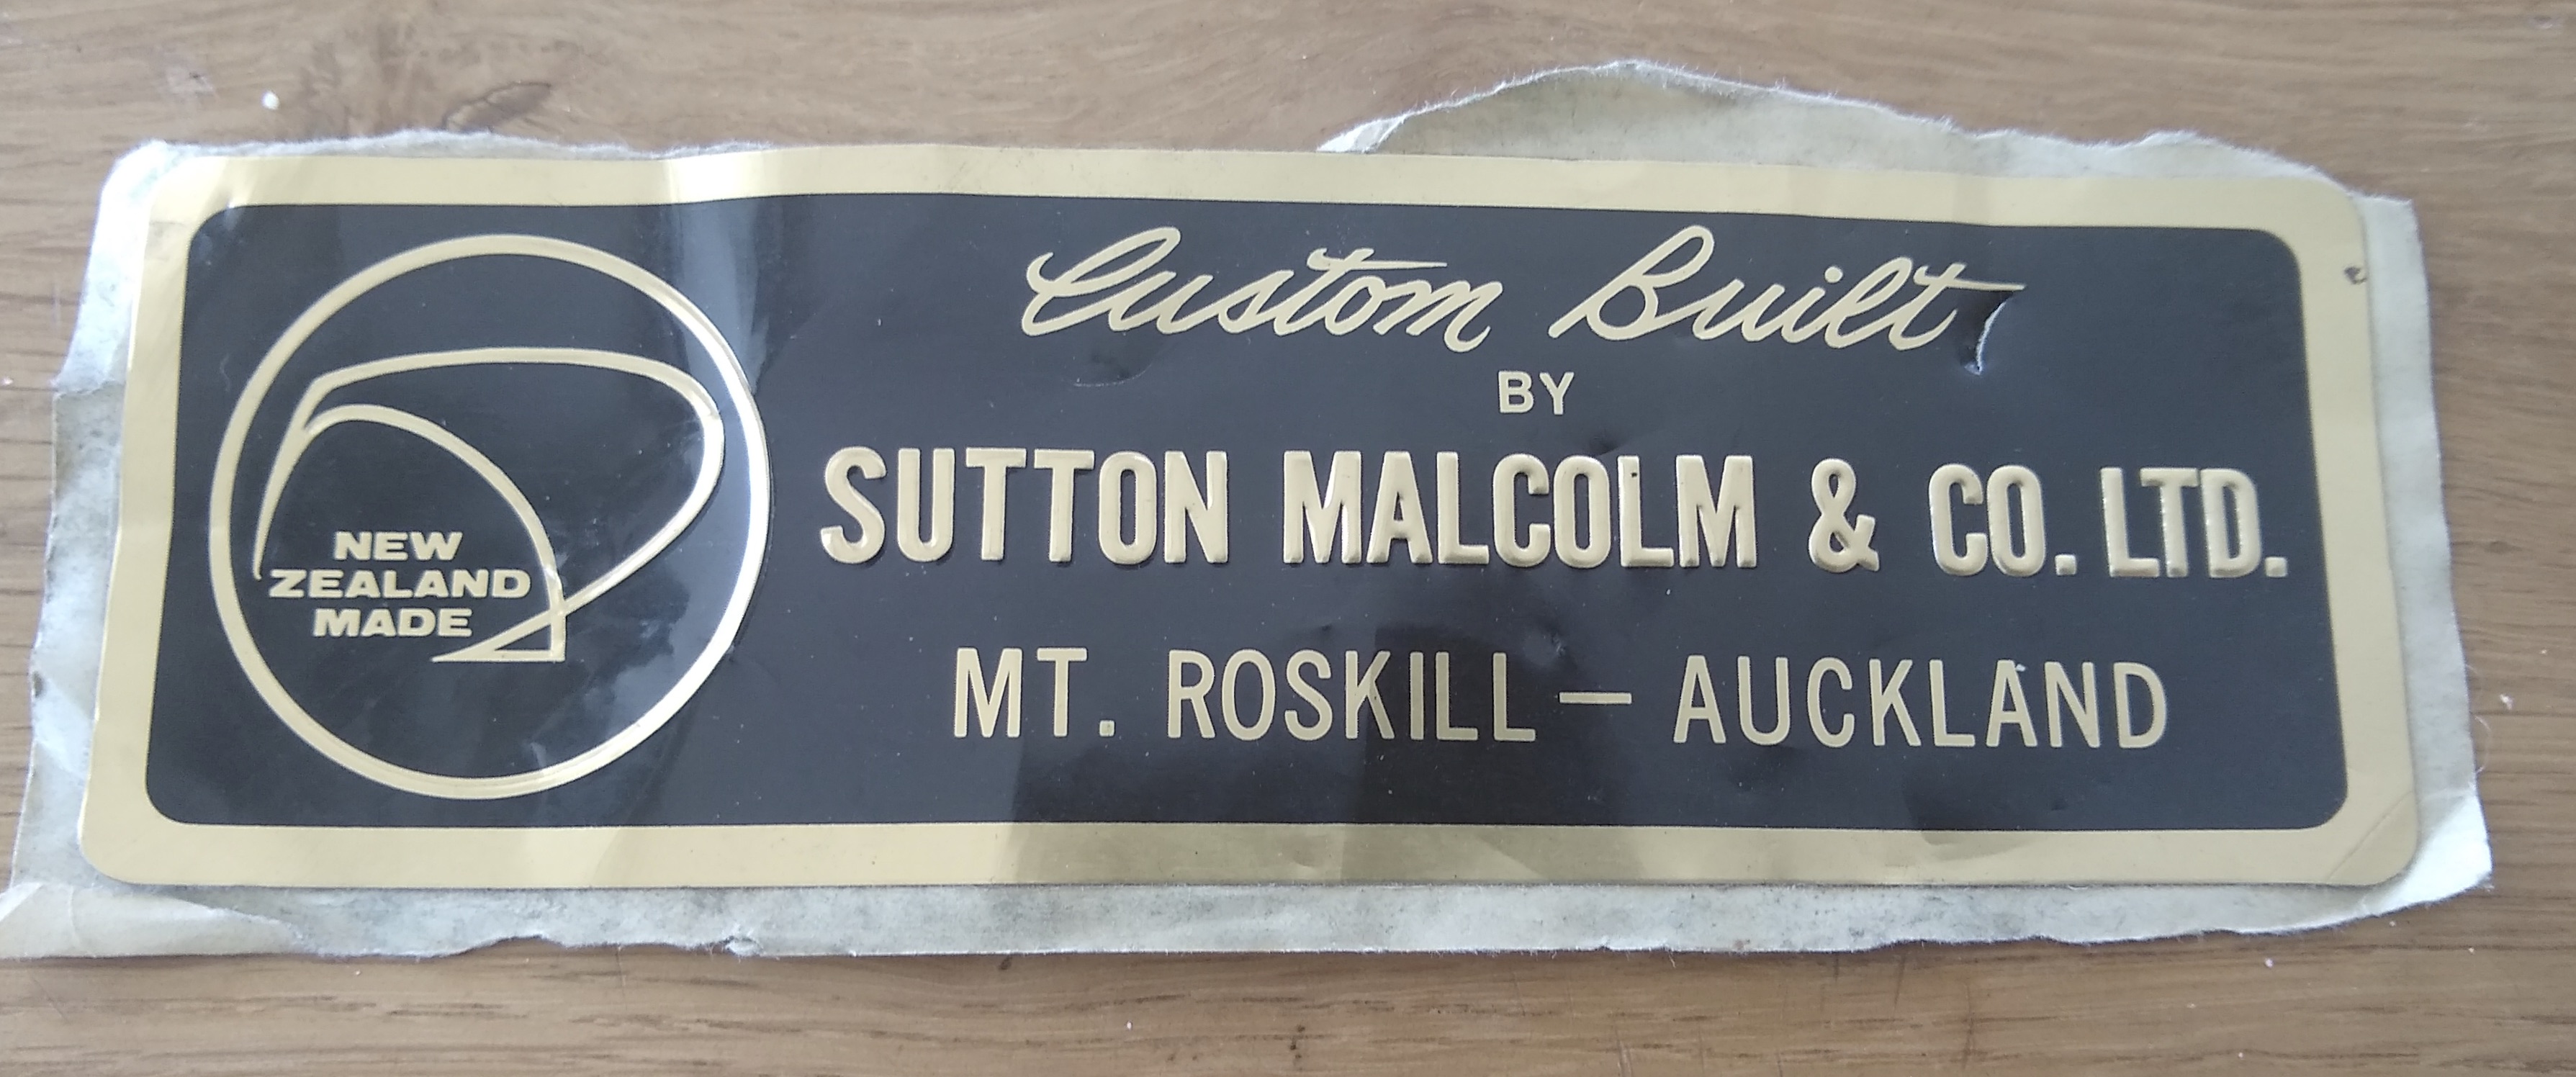 NEW
ZEALAND
MADE
Custom Built
BY
SUTTON MALCOLM & CO. LTD.
MT. ROSKILL — AUCKLAND